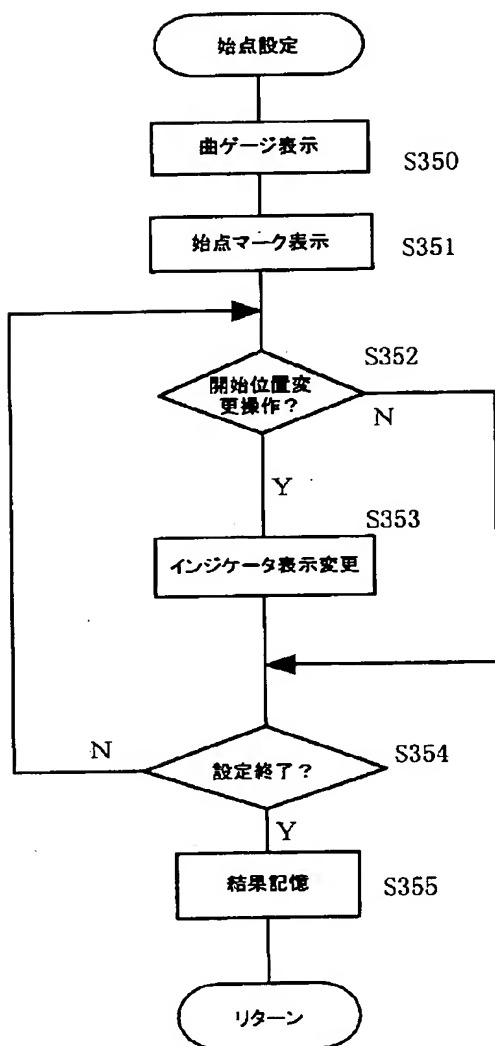 始点設定
曲ゲージ表示
S350
始点マーク表示
S351
S352
開始位置変
更操作？
N
Y
S353
インジケータ表示変更
N
設定終了？
S354
Y
結果記憶
S355
リターン